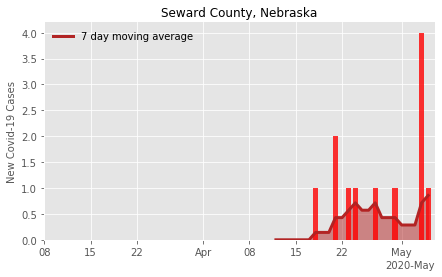 Seward County, Nebraska
7 day moving average
New Covid-19 Cases
4.0
3.5
3.0
2.5
2.0
1.5
1.0
0.5
0.0
08 15 22 Apr 08 15 22 May
2020-May